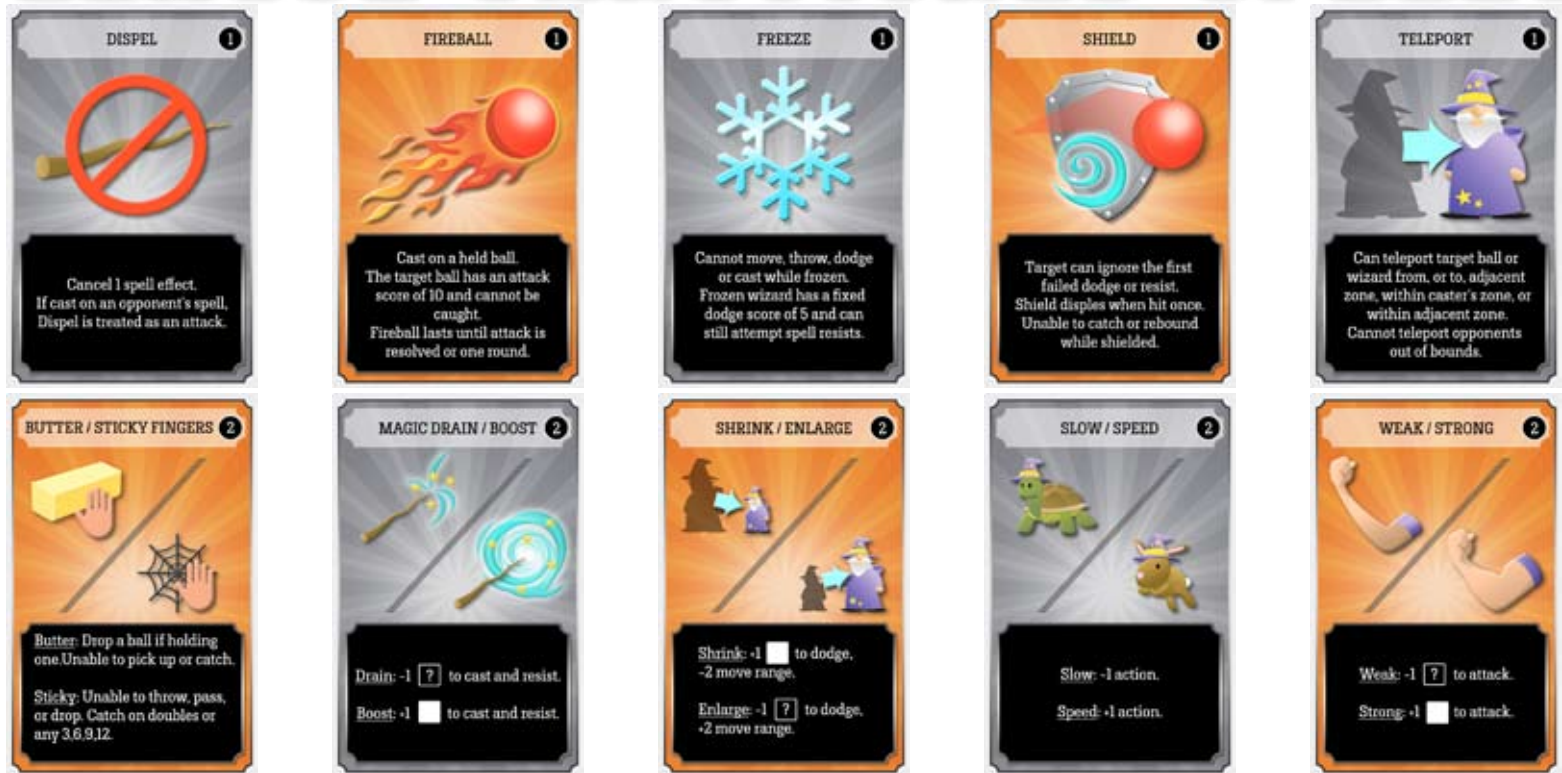 DISPEL 1
Cancel 1 spell effect.
If cast on an opponent's spell,
Dispel is treated as an attack.
FIREBALL 1
Cast on a held ball.
The target ball has an attack
score of 10 and cannot be
caught.
Fireball lasts until attack is
resolved or one round.
FREEZE 1
Cannot move, throw, dodge
or cast while frozen.
Frozen wizard has a fixed
dodge score of 5 and can
still attempt spell resists.
SHIELD 1
Target can ignore the first
failed dodge or resist.
Shield disples when hit once.
Unable to catch or rebound
while shielded.
TELEPORT 1
Can teleport target ball or
wizard from, or to, adjacent
zone, within caster's zone, or
within adjacent zone.
Cannot teleport opponents
out of bounds.
BUTTER / STICKY FINGERS 2
Butter: Drop a ball if holding
one.Unable to pick up or catch.
Sticky: Unable to throw, pass,
or drop. Catch on doubles or
any 3,6,9,12.
MAGIC DRAIN / BOOST 2
Drain: -1 ? to cast and resist.
Boost: +1 to cast and resist.
SHRINK / ENLARGE 2
Shrink: +1 to dodge,
-2 move range.
Enlarge: -1 ? to dodge,
+2 move range.
SLOW / SPEED 2
Slow: -1 action.
Speed: +1 action.
WEAK / STRONG 2
Weak: -1 ? to attack.
Strong: +1 to attack.